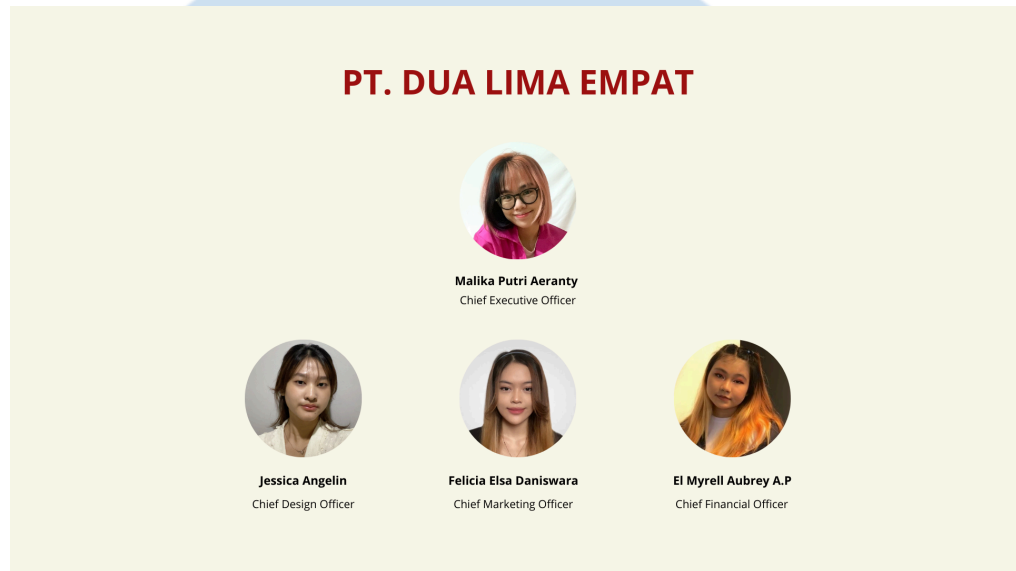 PT. DUA LIMA EMPAT
Malika Putri Aeranty
Chief Executive Officer
Jessica Angelin
Chief Design Officer
Felicia Elsa Daniswara
Chief Marketing Officer
El Myrell Aubrey A.P
Chief Financial Officer